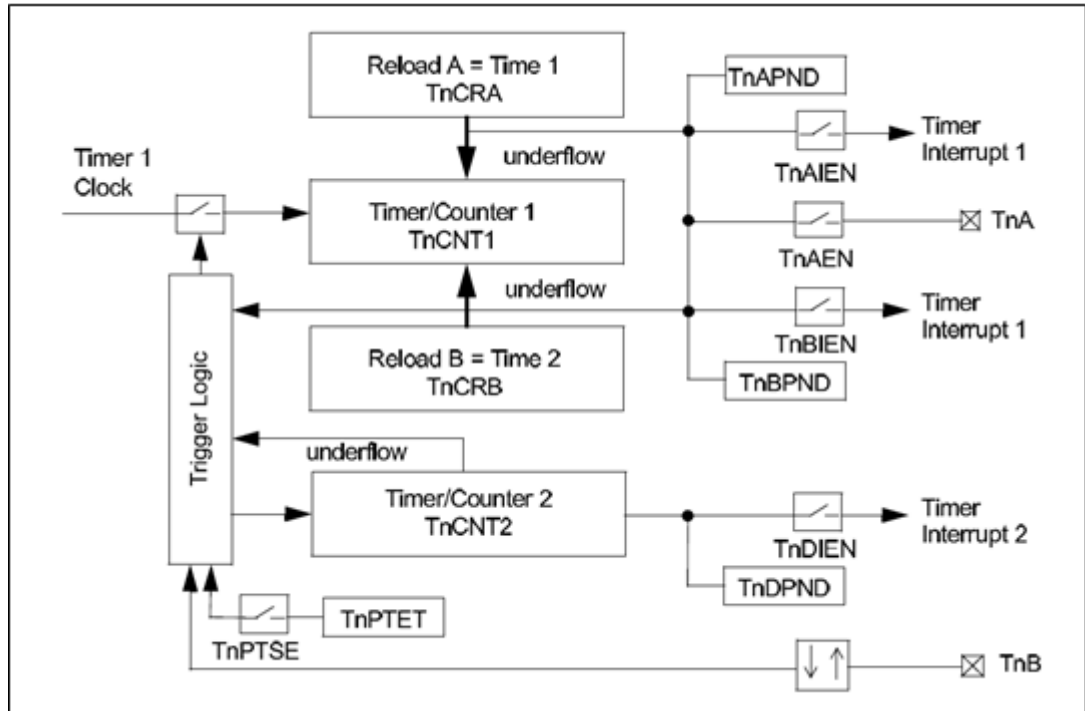 Reload A = Time 1
TnCRA
TnAPND
Timer
Interrupt 1
TnAIEN
underflow
Timer 1
Clock
Timer/Counter 1
TnCNT1
TnA
TnAEN
underflow
Timer
Interrupt 1
TnBIEN
Reload B = Time 2
TnCRB
TnBPND
Trigger Logic
underflow
Timer/Counter 2
TnCNT2
Timer
Interrupt 2
TnDIEN
TnDPND
TnPTET
TnPTSE
TnB